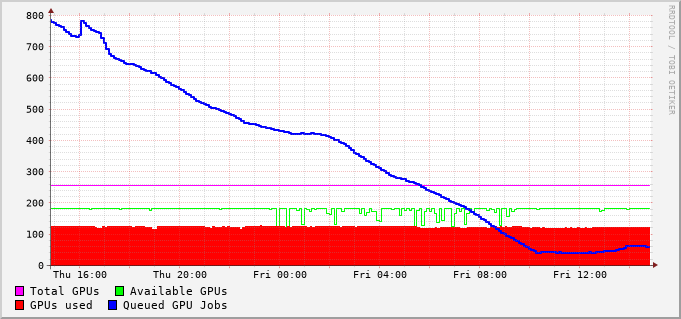 800
700
600
500
400
300
200
100
0
Thu 16:00 Thu 20:00 Fri 00:00 Fri 04:00 Fri 08:00 Fri 12:00
Total GPUs Available GPUs
GPUs used Queued GPU Jobs
RRDTOOL / TOBI OETIKER